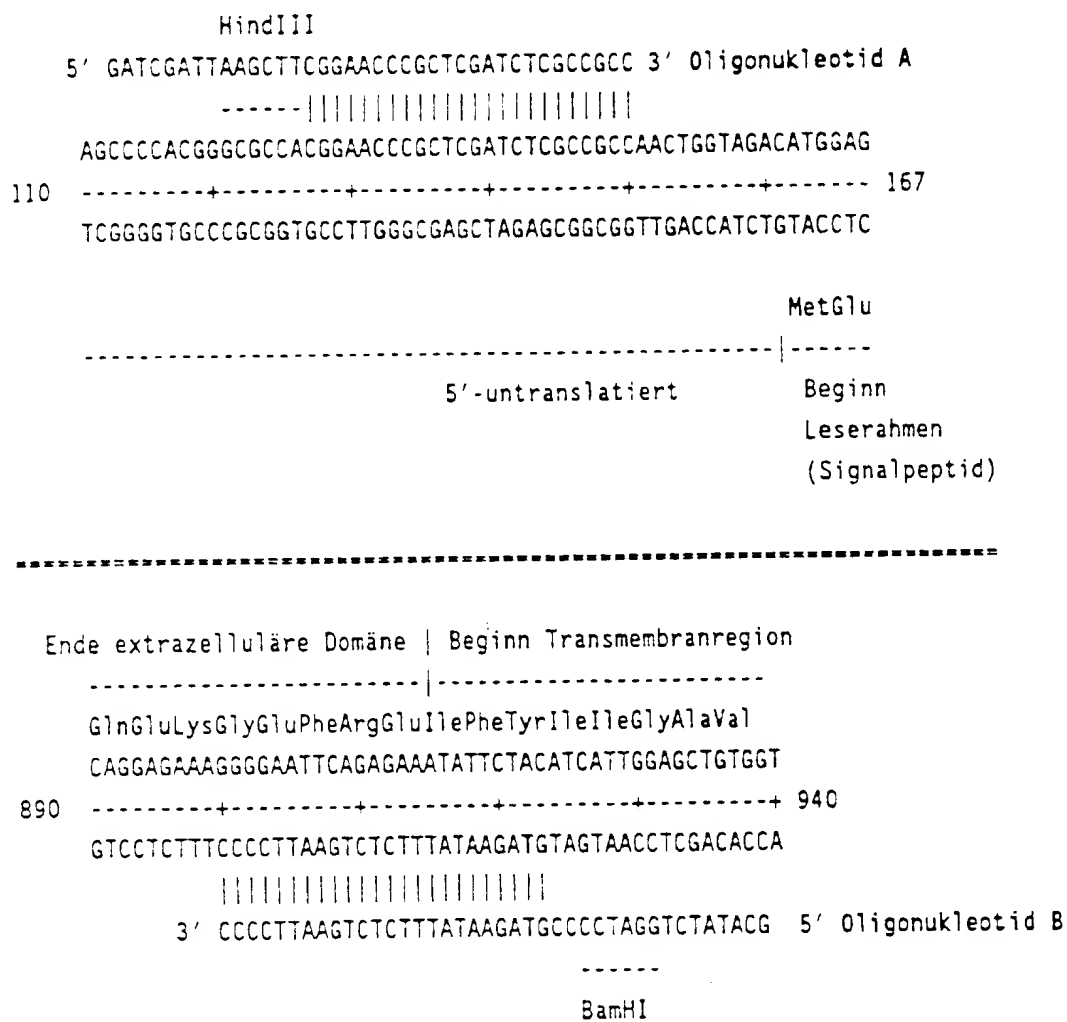 HindIII
5' GATCGATTAAGCTTCGGAACCCGCTCGATCTCGCCGCC 3' Oligonukleotid A
------||||||||||||||||||||||||
AGCCCCACGGGCGCCACGGAACCCGCTCGATCTCGCCGCCAACTGGTAGACATGGAG
110 ---------+---------+---------+---------+---------+------- 167
TCGGGGTGCCCGCGGTGCCTTGGGCGAGCTAGAGCGGCGGTTGACCATCTGTACCTC
MetGlu
--------------------------------------------------|------
5'-untranslatiert Beginn
Leserahmen
(Signalpeptid)
======================================================================
Ende extrazelluläre Domäne | Beginn Transmembranregion
------------------------|------------------------
GlnGluLysGlyGluPheArgGluIlePheTyrIleIleGlyAlaVal
CAGGAGAAAGGGGAATTCAGAGAAATATTCTACATCATTGGAGCTGTGGT
890 ---------+---------+---------+---------+---------+ 940
GTCCTCTTTCCCCTTAAGTCTCTTTATAAGATGTAGTAACCTCGACACCA
||||||||||||||||||||||||
3' CCCCTTAAGTCTCTTTATAAGATGCCCCTAGGTCTATACG 5' Oligonukleotid B
------
BamHI